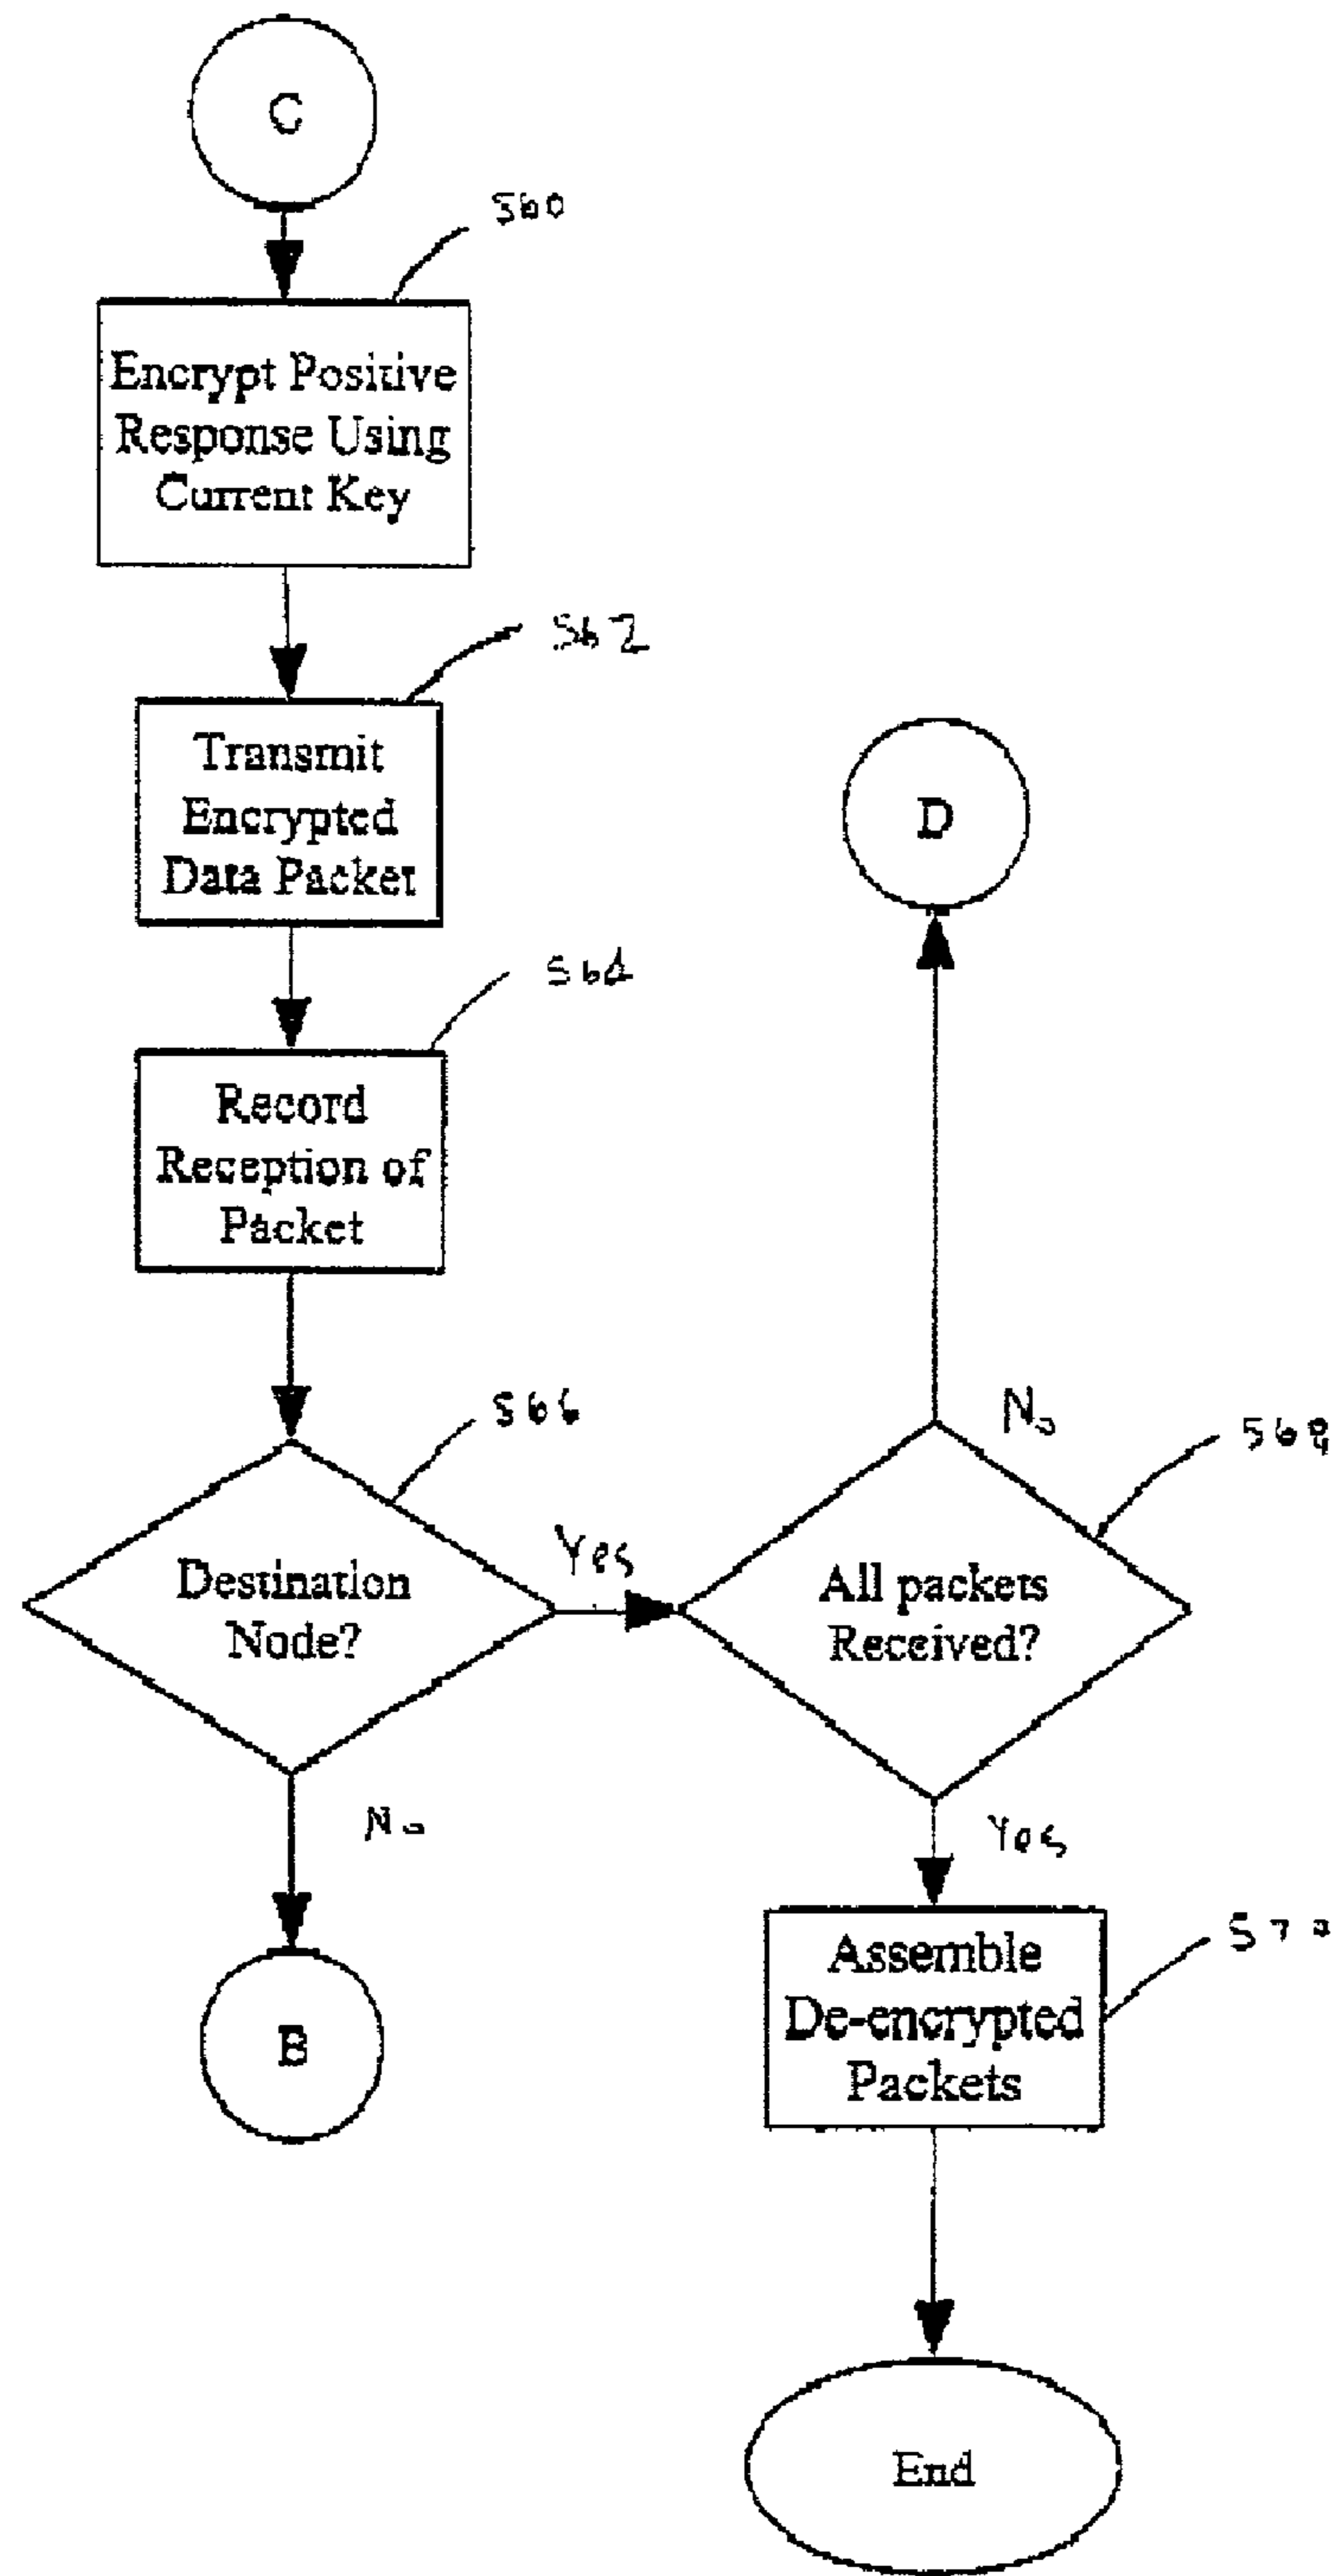 C
560
Encrypt Positive
Response Using
Current Key
562
Transmit
Encrypted
Data Packet
D
564
Record
Reception of
Packet
566
No
568
Destination
Node?
Yes
All packets
Received?
No
Yes
Assemble
De-encrypted
Packets
570
B
End